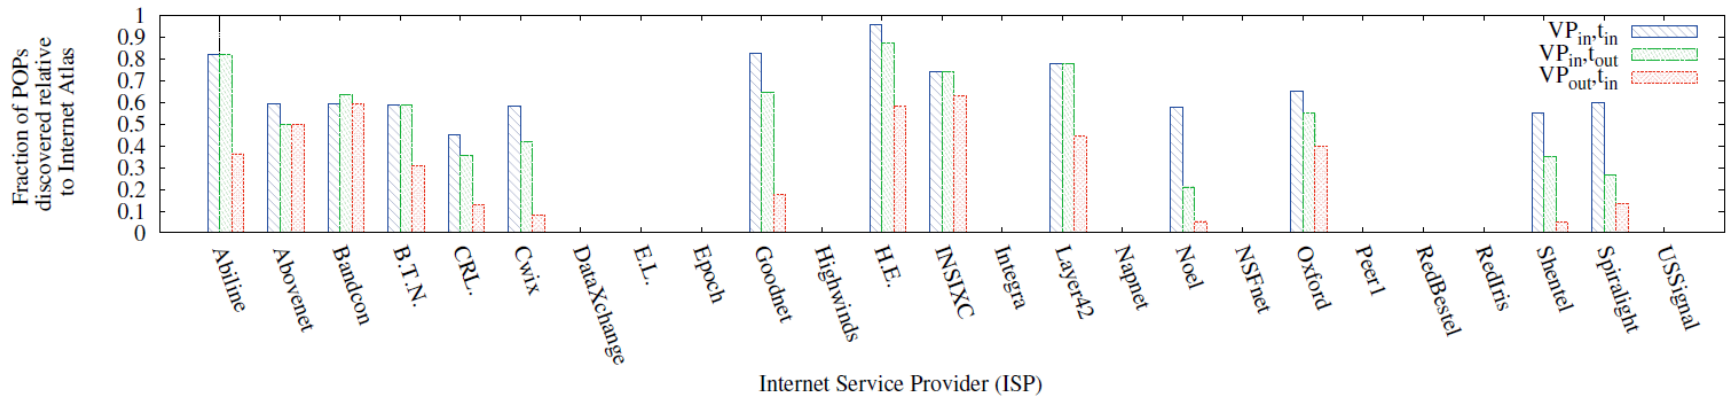 Fraction of POPs
discovered relative
to Internet Atlas
1
0.9
0.8
0.7
0.6
0.5
0.4
0.3
0.2
0.1
0
VPin,tin
VPin,tout
VPout,tin
Abiline
Abovenet
Bandcon
B.T.N.
CRL.
Cwix
DataXchange
E.L.
Epoch
Goodnet
Highwinds
H.E.
INSIXC
Integra
Layer42
Napnet
Noel
NSFnet
Oxford
Peer1
RedBestel
RedIris
Shentel
Spiralight
USSignal
Internet Service Provider (ISP)